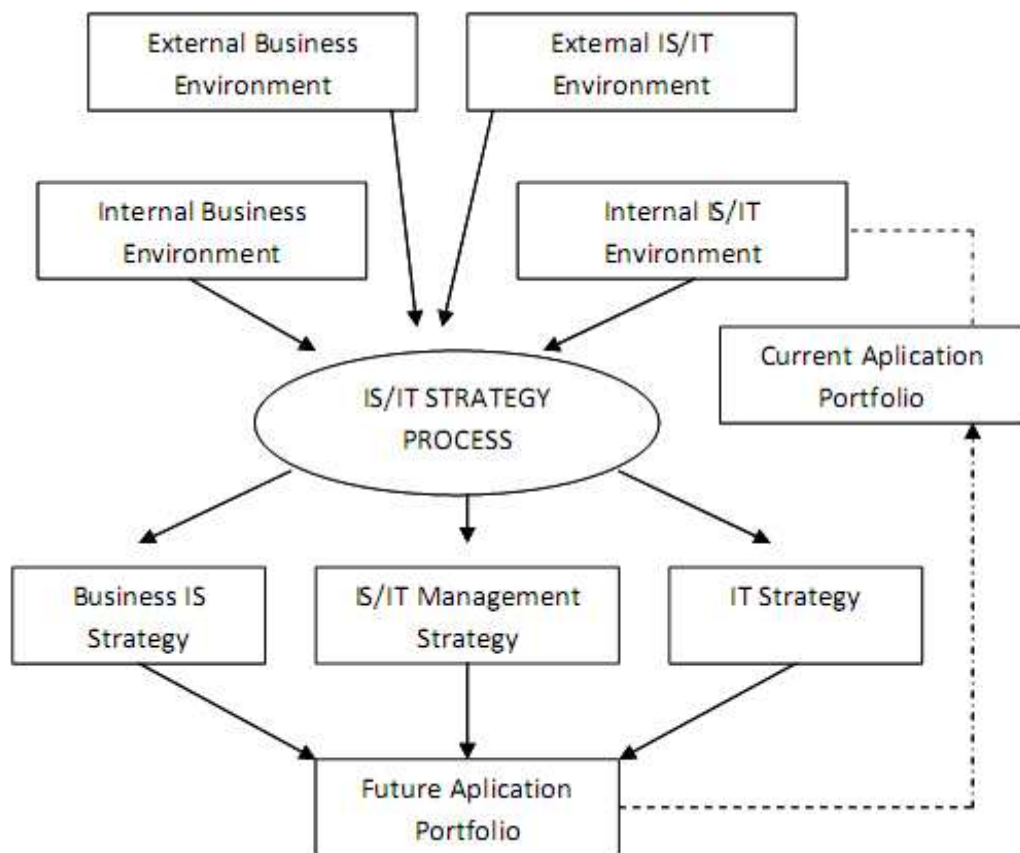 External Business
Environment
External IS/IT
Environment
Internal Business
Environment
Internal IS/IT
Environment
Current Aplication
Portfolio
IS/IT STRATEGY
PROCESS
Business IS
Strategy
IS/IT Management
Strategy
IT Strategy
Future Aplication
Portfolio